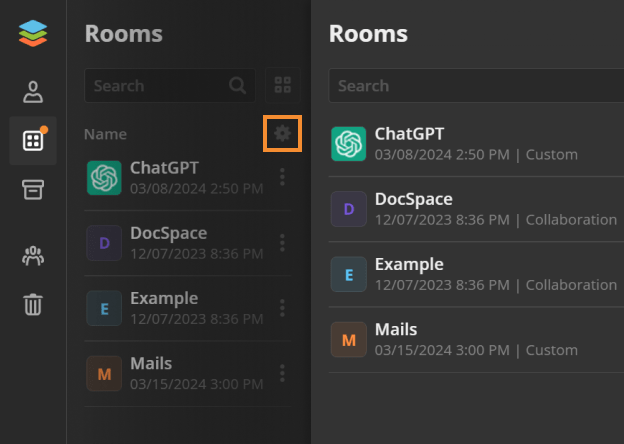 Rooms
Search
Name
ChatGPT
03/08/2024 2:50 PM
D
DocSpace
12/07/2023 8:36 PM
E
Example
12/07/2023 8:36 PM
M
Mails
03/15/2024 3:00 PM
Rooms
Search
ChatGPT
03/08/2024 2:50 PM | Custom
D
DocSpace
12/07/2023 8:36 PM | Collaboration
E
Example
12/07/2023 8:36 PM | Collaboration
M
Mails
03/15/2024 3:00 PM | Custom